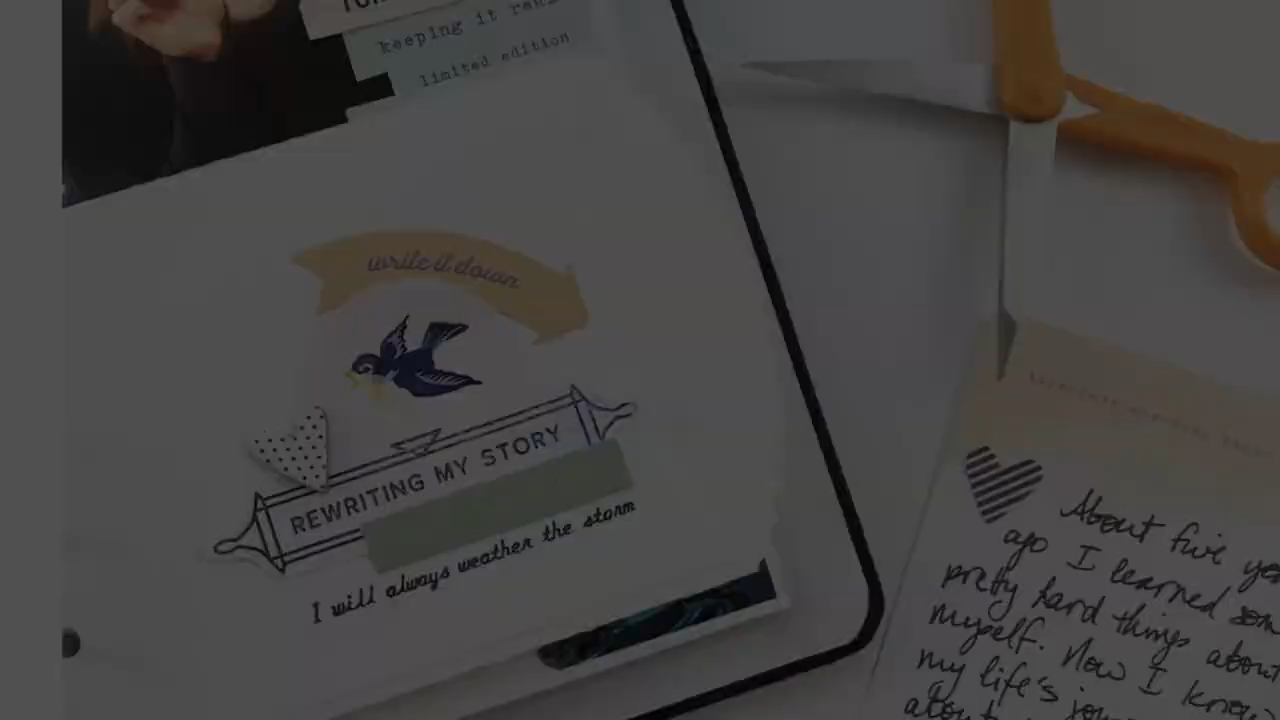 keeping it real
limited edition
write it down
REWRITING MY STORY
I will always weather the storm
About five
ago I learned
pretty hard things about
myself. Now I know
my life's
about